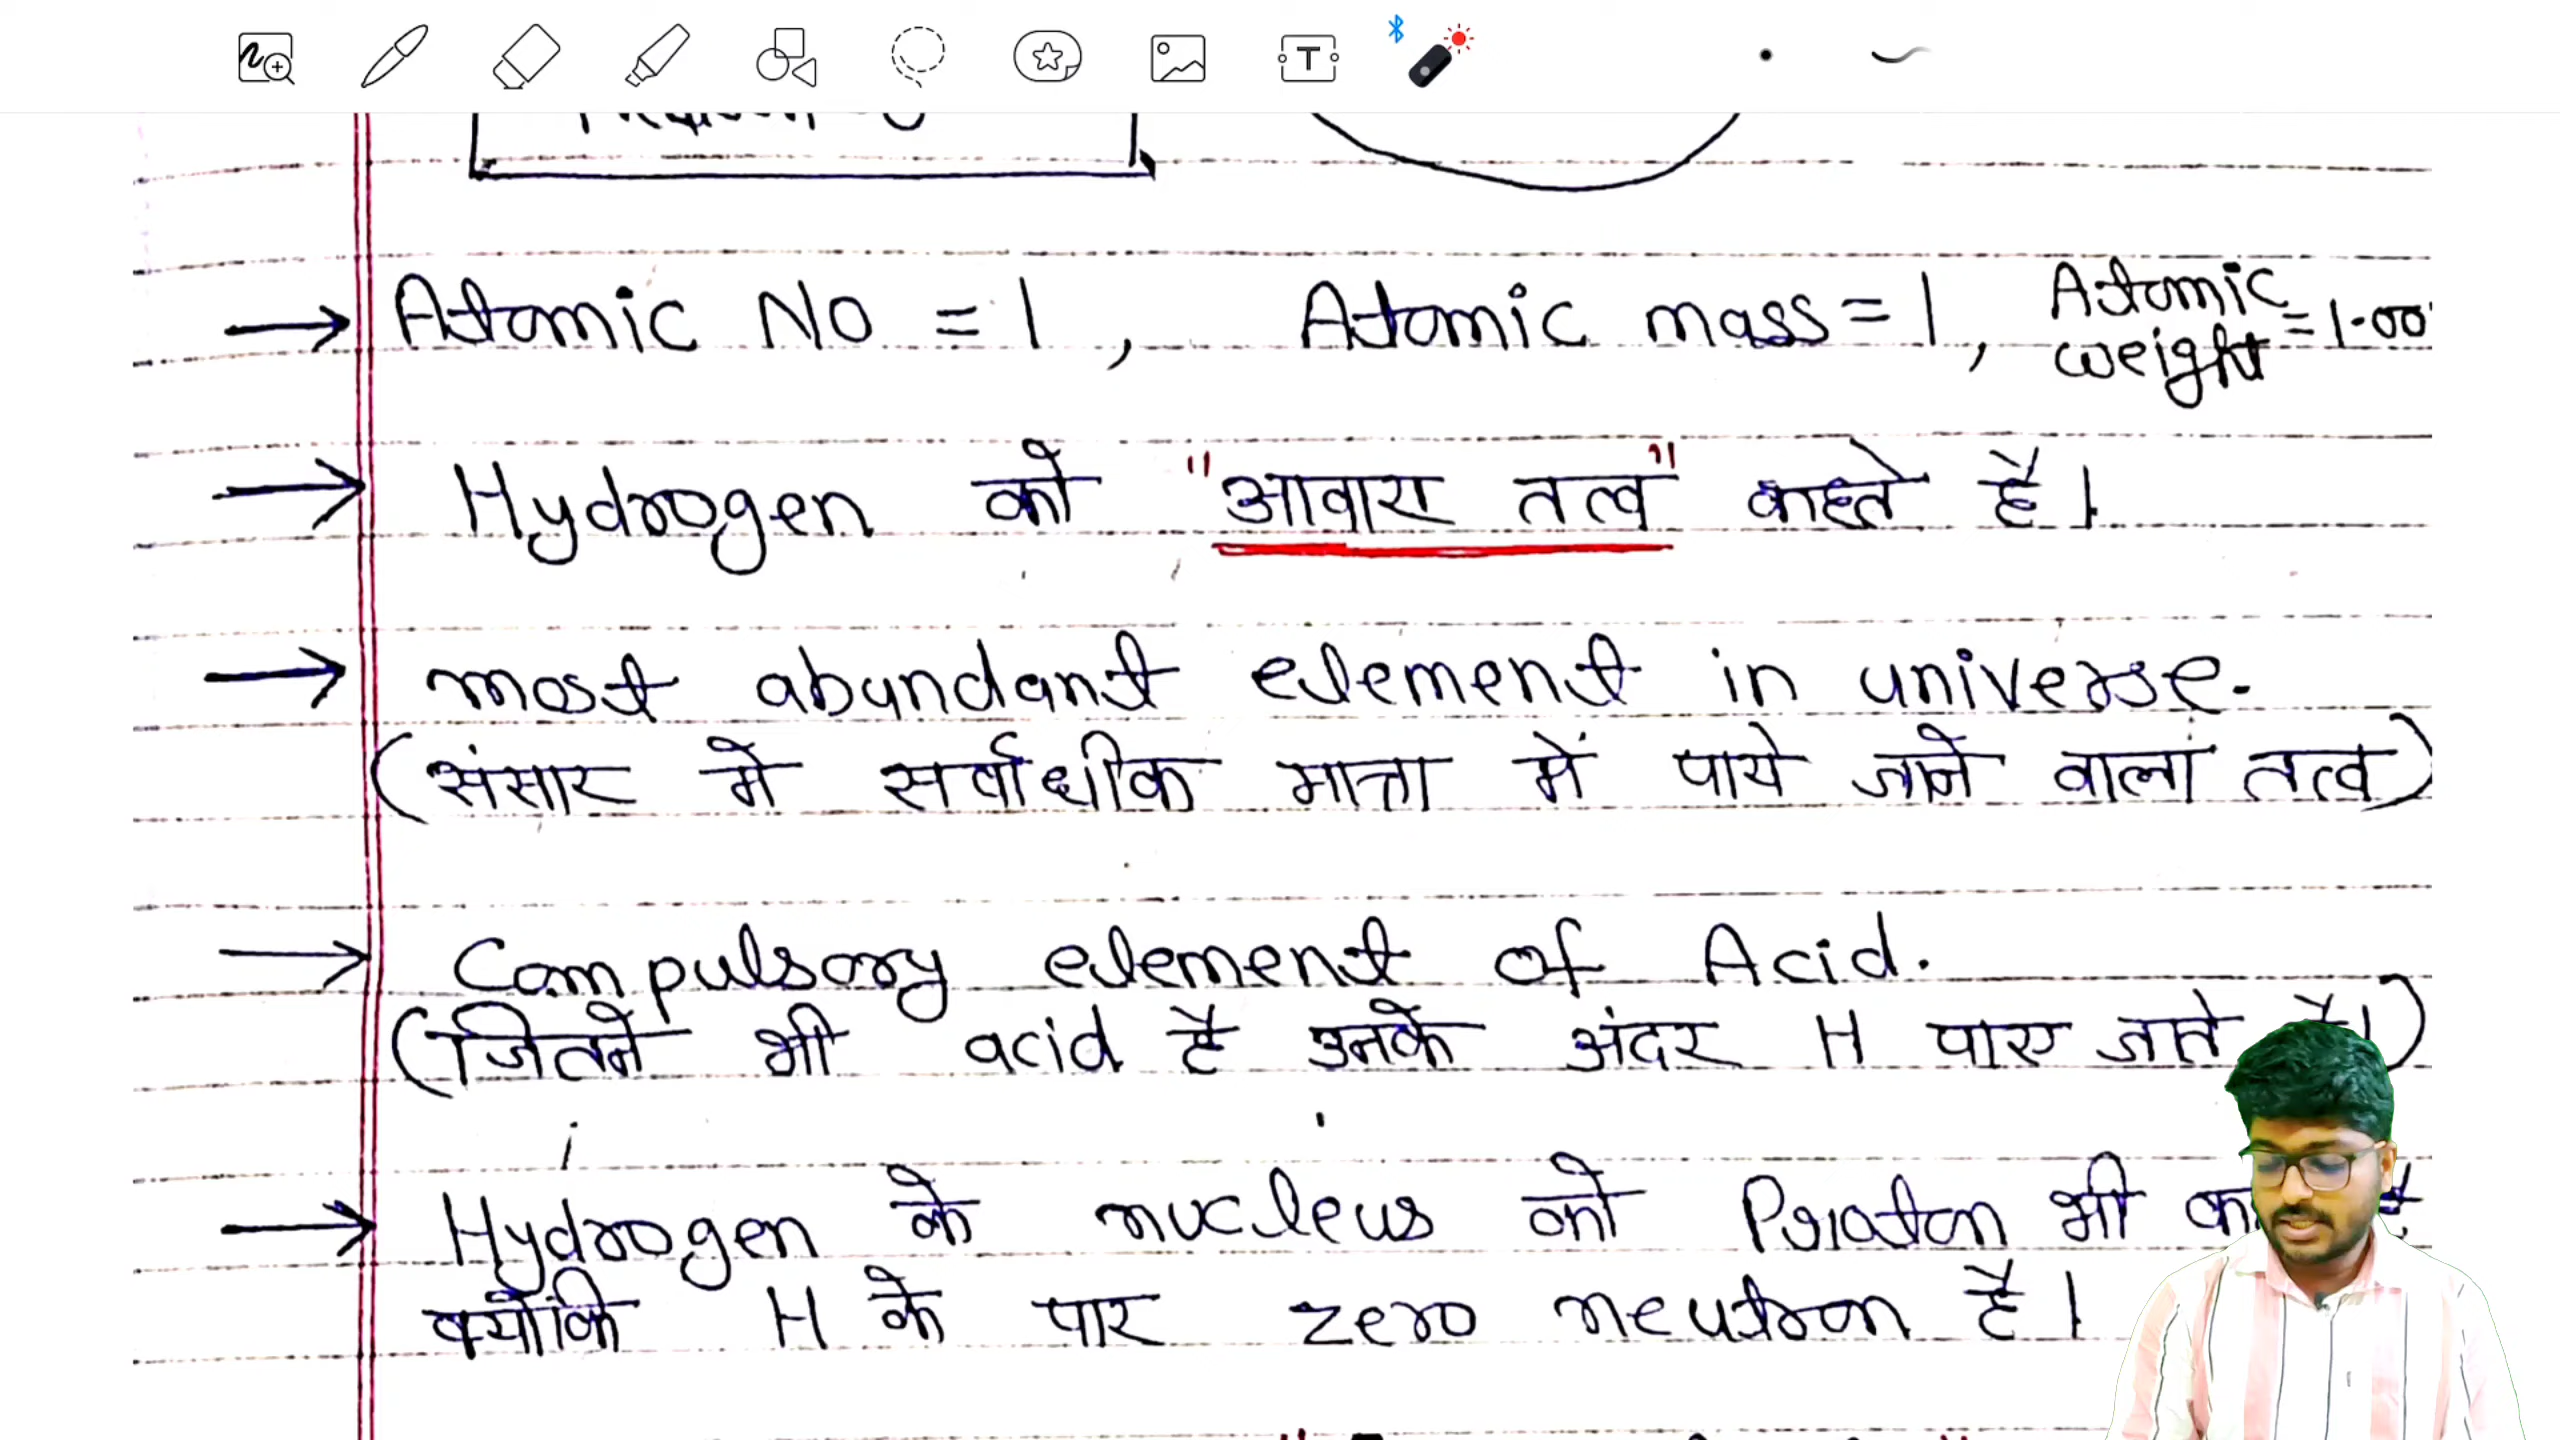 T
Atomic No = 1, Atomic mass = 1, Atomic weight = 1.00
Hydrogen को "आवारा तत्व" कहते है।
most abundant element in universe.
(संसार मे सर्वाधीक मात्रा में पाये जाने वाला तत्व)
Compulsory element of Acid.
(जितने भी acid है उनके अंदर H पाए जाते है।)
Hydrogen के nucleus को Proton भी
क्योंकि H के पार zero neutron है।